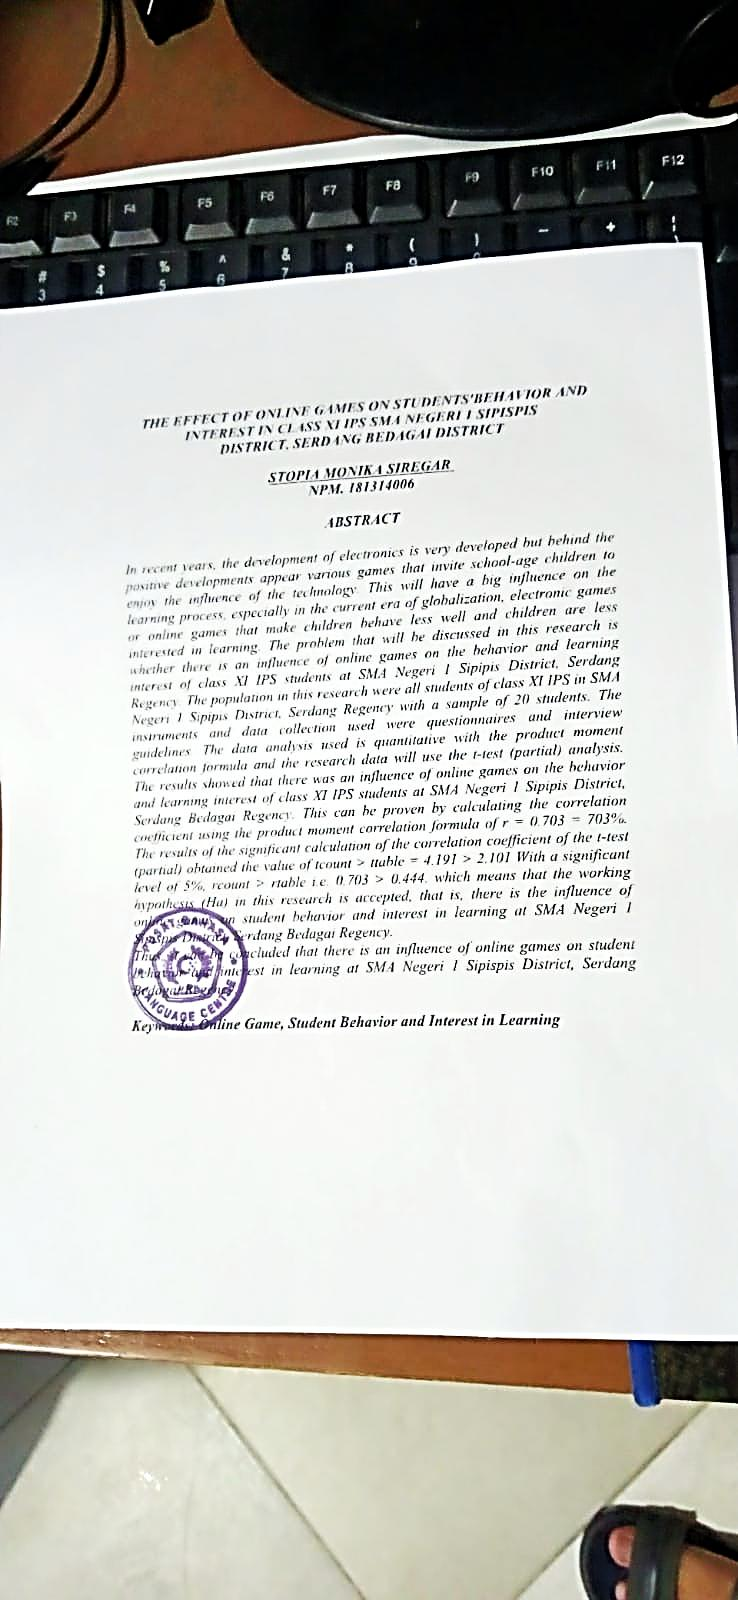 F2 F3 F4 F5 F6 F7 F8 F9 F10 F11 F12
# $ % ^ & * ( ) − + ¦
3 4 5 6 7 8 9
THE EFFECT OF ONLINE GAMES ON STUDENTS'BEHAVIOR AND
INTEREST IN CLASS XI IPS SMA NEGERI 1 SIPISPIS
DISTRICT, SERDANG BEDAGAI DISTRICT
STOPIA MONIKA SIREGAR
NPM. 181314006
ABSTRACT
In recent years, the development of electronics is very developed but behind the
positive developments appear various games that invite school-age children to
enjoy the influence of the technology. This will have a big influence on the
learning process, especially in the current era of globalization, electronic games
or online games that make children behave less well and children are less
interested in learning. The problem that will be discussed in this research is
whether there is an influence of online games on the behavior and learning
interest of class XI IPS students at SMA Negeri 1 Sipipis District, Serdang
Regency. The population in this research were all students of class XI IPS in SMA
Negeri 1 Sipipis District, Serdang Regency with a sample of 20 students. The
instruments and data collection used were questionnaires and interview
guidelines. The data analysis used is quantitative with the product moment
correlation formula and the research data will use the t-test (partial) analysis.
The results showed that there was an influence of online games on the behavior
and learning interest of class XI IPS students at SMA Negeri 1 Sipipis District,
Serdang Bedagai Regency. This can be proven by calculating the correlation
coefficient using the product moment correlation formula of r = 0.703 = 703%.
The results of the significant calculation of the correlation coefficient of the t-test
(partial) obtained the value of tcount > ttable = 4.191 > 2.101 With a significant
level of 5%, rcount > rtable i.e. 0.703 > 0.444. which means that the working
hypothesis (Ha) in this research is accepted, that is, there is the influence of
on student behavior and interest in learning at SMA Negeri 1
Serdang Bedagai Regency.
concluded that there is an influence of online games on student
interest in learning at SMA Negeri 1 Sipispis District, Serdang
Bedagai Regency
LANGUAGE CENTRE
Keywords: Online Game, Student Behavior and Interest in Learning